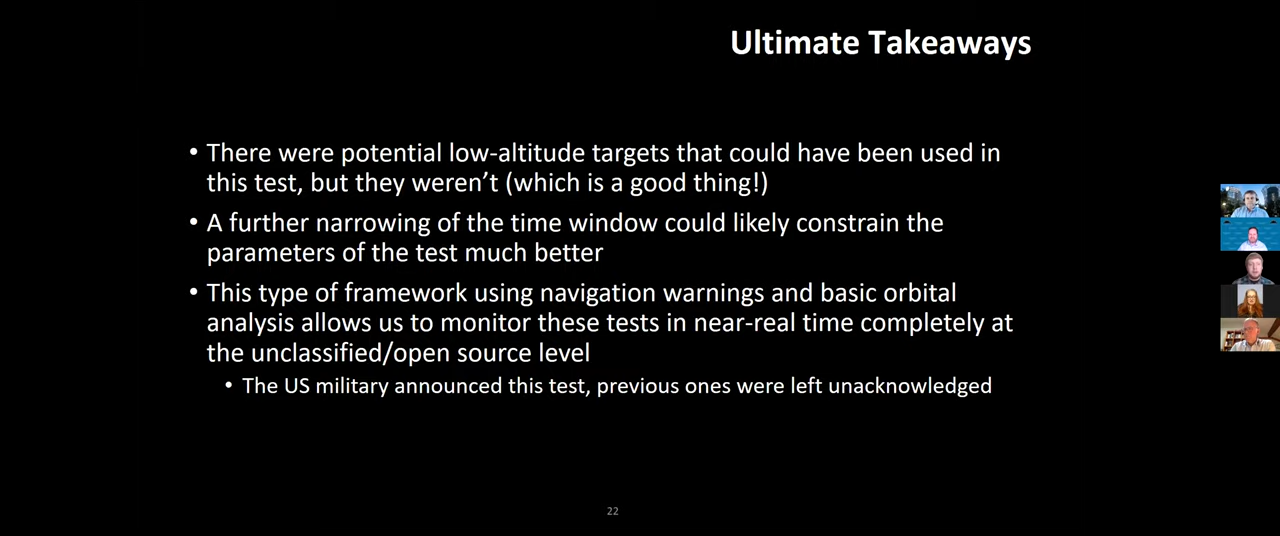 Ultimate Takeaways
• There were potential low-altitude targets that could have been used in
this test, but they weren’t (which is a good thing!)
• A further narrowing of the time window could likely constrain the
parameters of the test much better
• This type of framework using navigation warnings and basic orbital
analysis allows us to monitor these tests in near-real time completely at
the unclassified/open source level
• The US military announced this test, previous ones were left unacknowledged
22